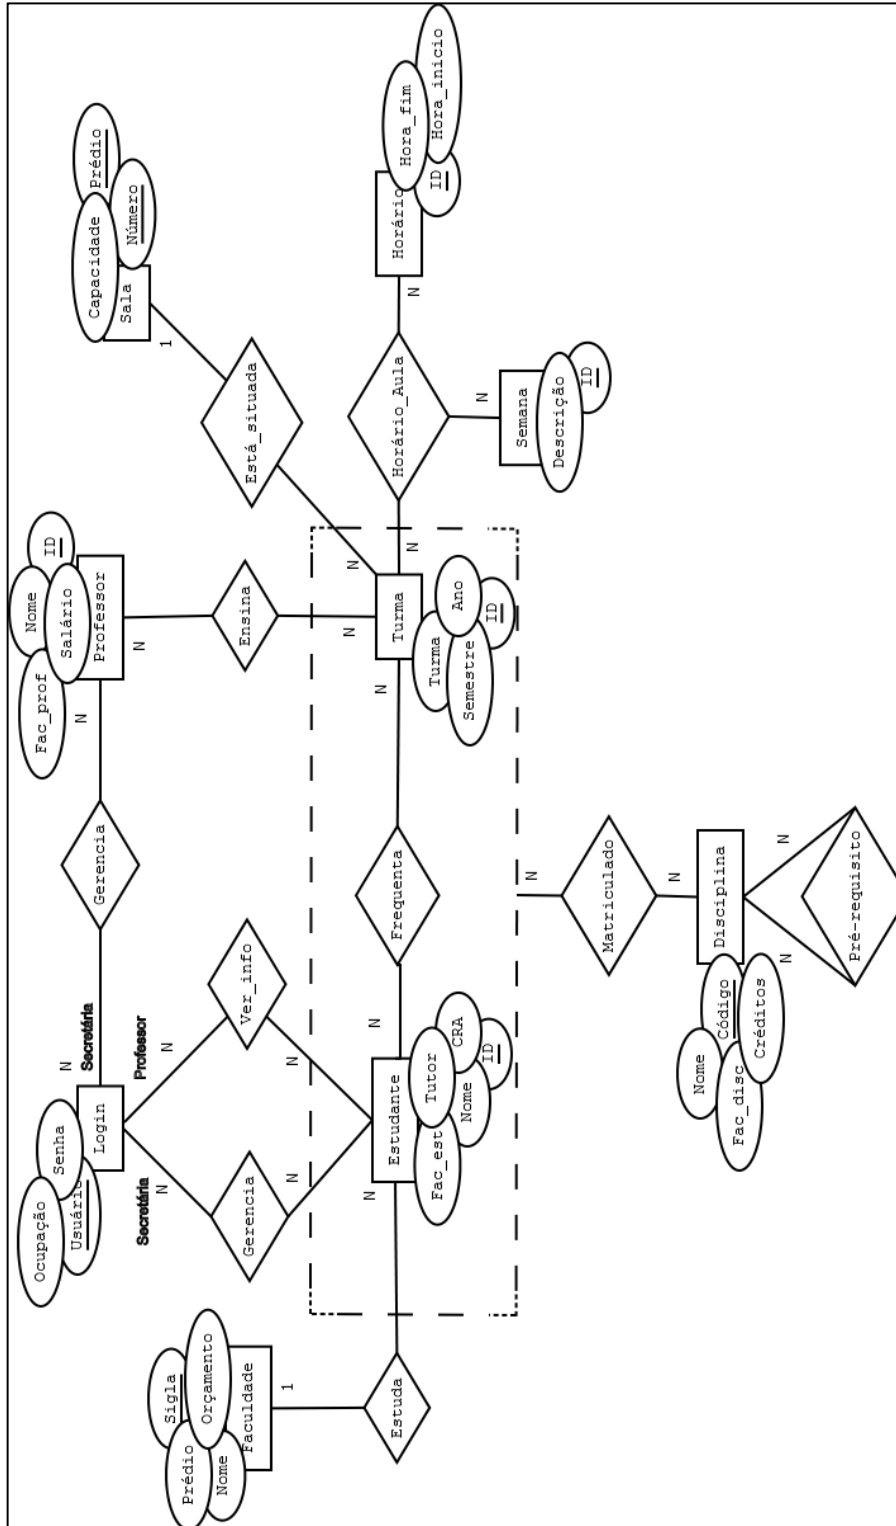 Ocupação
Senha
Usuário
Login
N
Secretária
Gerencia
N
Fac_prof
Nome
Salário
ID
Professor
N
Capacidade
Prédio
Número
Sala
1
Secretária
N
Professor
N
Sigla
Prédio
Orçamento
Nome
Faculdade
1
Gerencia
N
Ver_info
N
Ensina
N
Está_situada
N
Estuda
N
Estudante
N
Fac_est
Tutor
Nome
CRA
ID
Frequenta
N
Turma
N
Turma
Ano
Semestre
ID
Horário_Aula
N
Horário
Hora_fim
Hora_inicio
ID
N
Semana
Descrição
ID
N
Matriculado
N
Disciplina
Nome
Código
Fac_disc
Créditos
N
N
Pré-requisito